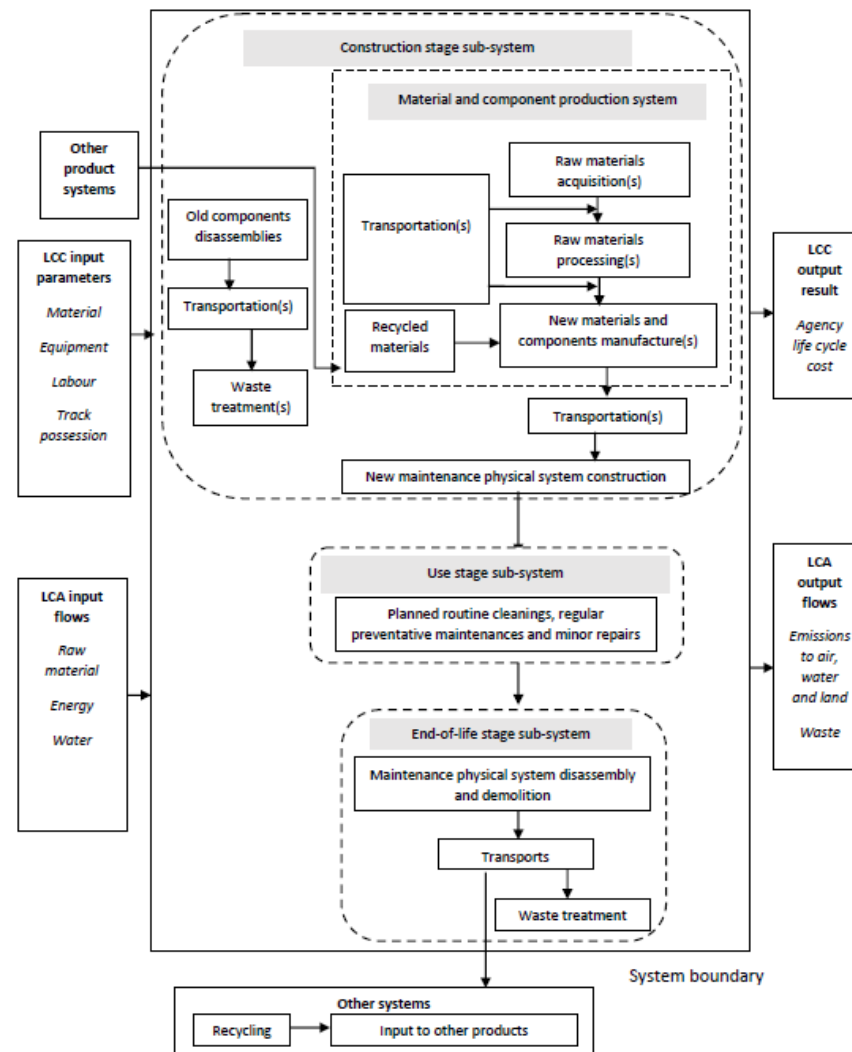 Construction stage sub-system
Material and component production system
Other
product
systems
Raw materials
acquisition(s)
Old components
disassemblies
Transportation(s)
Raw materials
processing(s)
LCC input
parameters
Material
Equipment
Labour
Track
possession
LCC
output
result
Agency
life cycle
cost
Transportation(s)
Recycled
materials
New materials and
components manufacture(s)
Waste
treatment(s)
Transportation(s)
New maintenance physical system construction
Use stage sub-system
Planned routine cleanings, regular
preventative maintenances and minor repairs
LCA input
flows
Raw
material
Energy
Water
LCA
output
flows
Emissions
to air,
water
and land
Waste
End-of-life stage sub-system
Maintenance physical system disassembly
and demolition
Transports
Waste treatment
System boundary
Other systems
Recycling
Input to other products